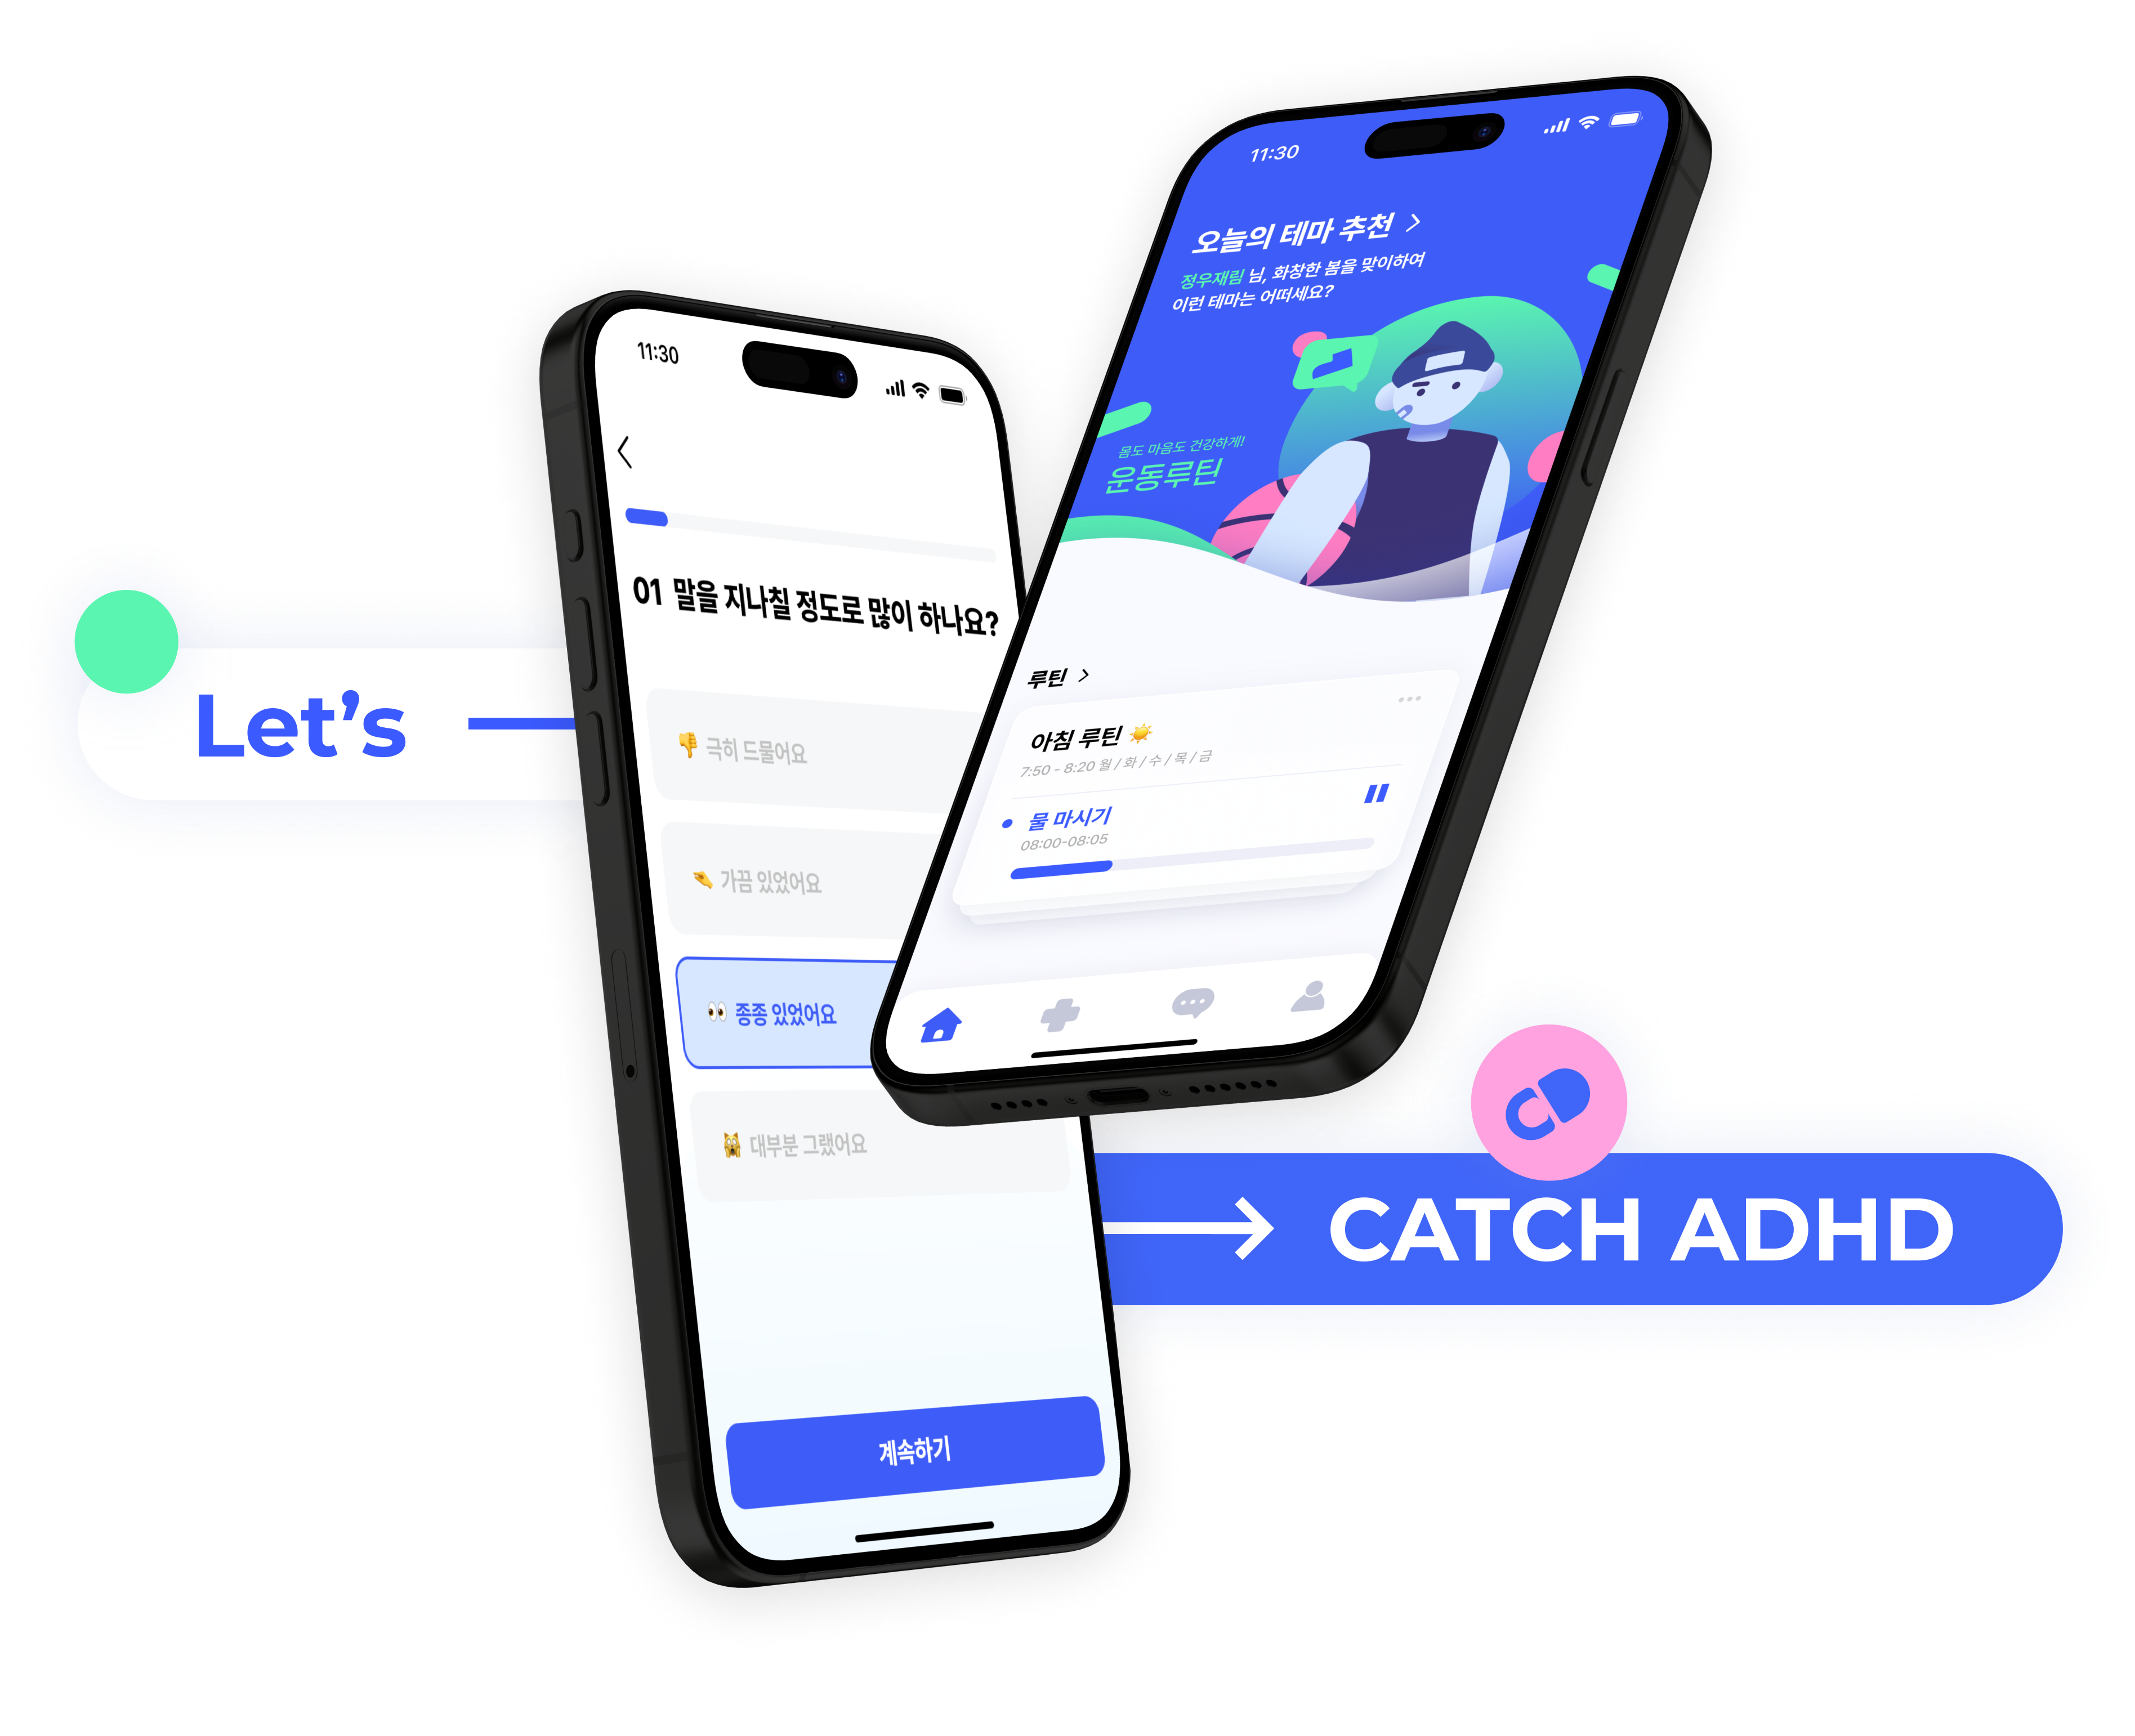 Let's
11:30
01 말을 지나칠 정도로 많이 하나요?
👎 극히 드물어요
🤏 가끔 있었어요
👀 종종 있었어요
🙀 대부분 그랬어요
계속하기
11:30
오늘의 테마 추천 >
정우재림 님, 화창한 봄을 맞이하여
이런 테마는 어떠세요?
몸도 마음도 건강하게!
운동루틴
루틴 >
아침 루틴 ☀️
7:50 - 8:20 월 / 화 / 수 / 목 / 금
물 마시기
08:00-08:05
CATCH ADHD